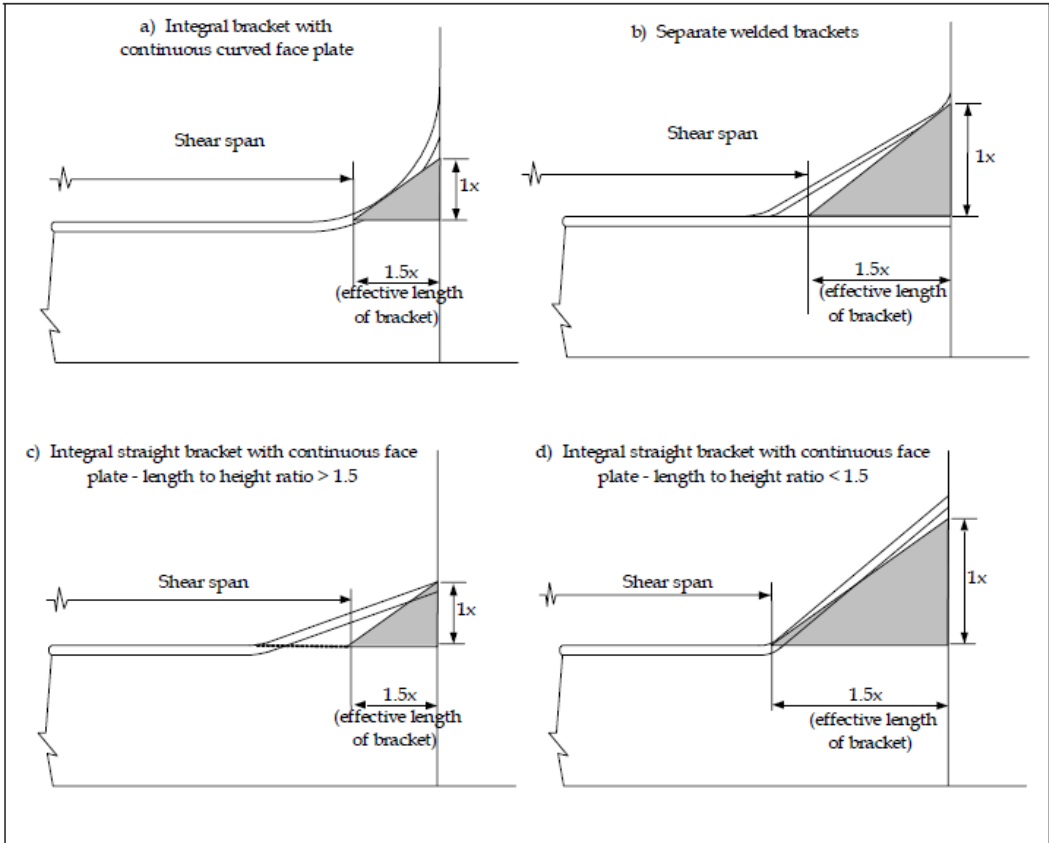 a) Integral bracket with
continuous curved face plate
Shear span
1x
1.5x
(effective length
of bracket)
b) Separate welded brackets
Shear span
1x
1.5x
(effective length
of bracket)
c) Integral straight bracket with continuous face
plate - length to height ratio > 1.5
Shear span
1x
1.5x
(effective length
of bracket)
d) Integral straight bracket with continuous face
plate - length to height ratio < 1.5
Shear span
1x
1.5x
(effective length
of bracket)